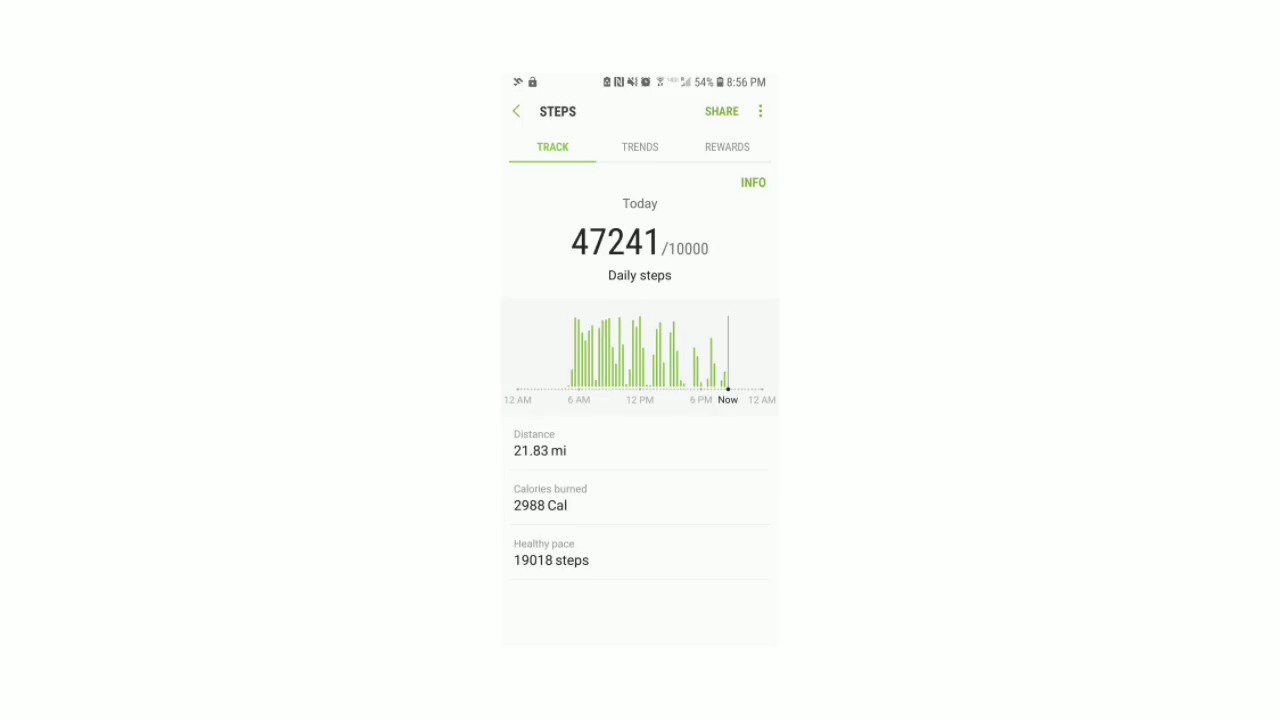 54% 8:56 PM
STEPS SHARE
TRACK TRENDS REWARDS
INFO
Today
47241/10000
Daily steps
12 AM 6 AM 12 PM 6 PM Now 12 AM
Distance
21.83 mi
Calories burned
2988 Cal
Healthy pace
19018 steps